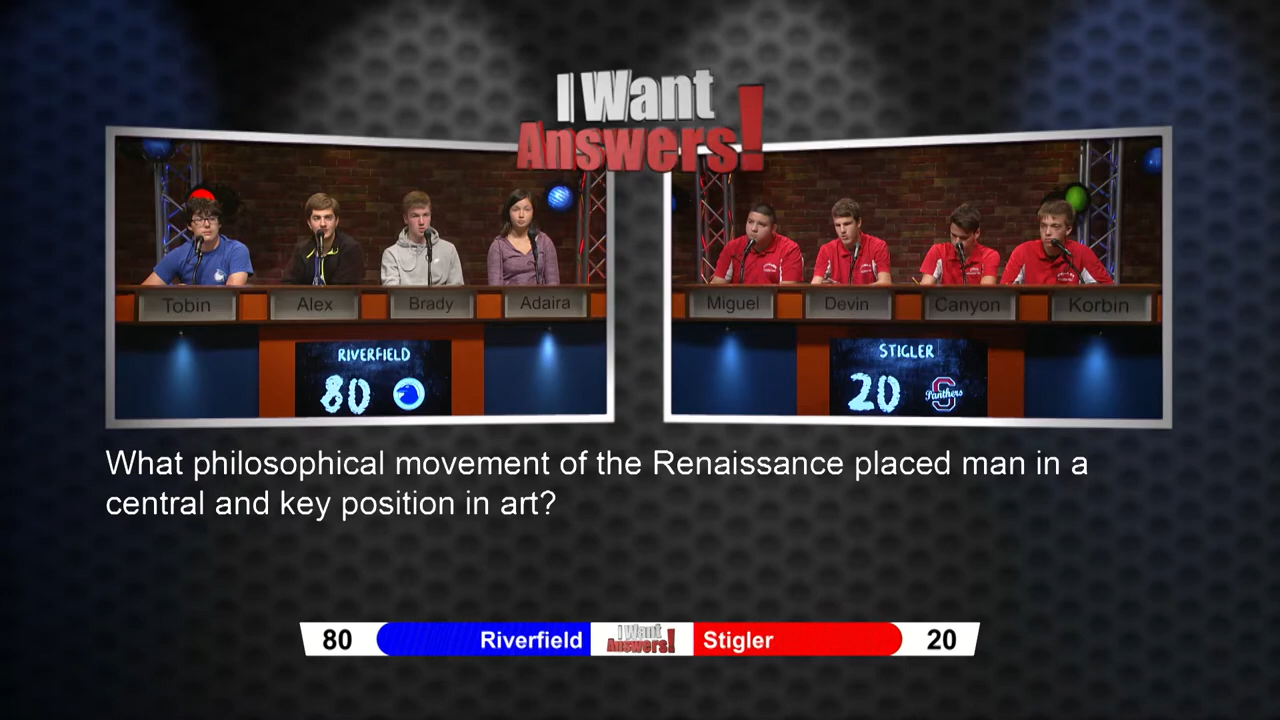 I Want
Answers!
Tobin
Alex
Brady
Adaira
Miguel
Devin
Canyon
Korbin
RIVERFIELD
80
STIGLER
20
S
Panthers
What philosophical movement of the Renaissance placed man in a
central and key position in art?
80
Riverfield
I Want
Answers!
Stigler
20